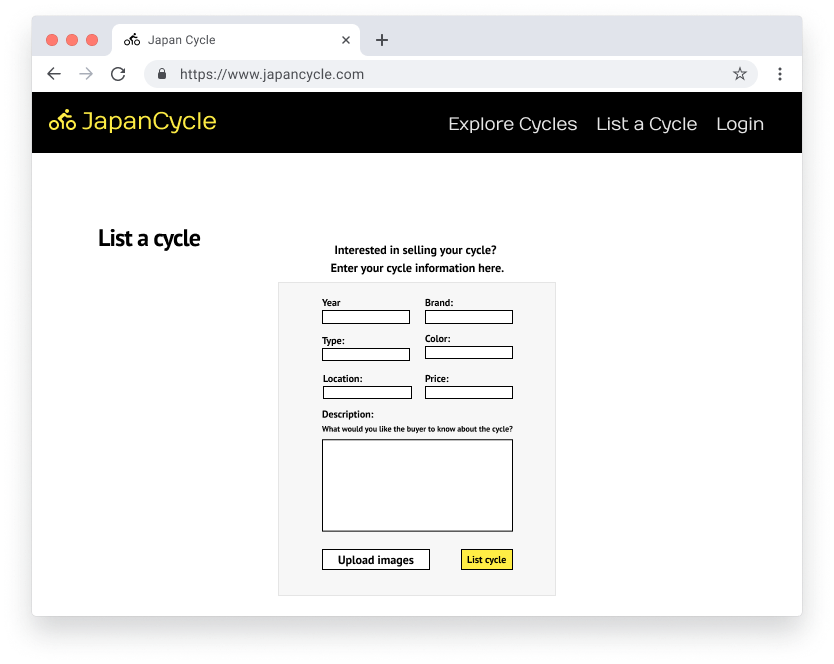 Japan Cycle
https://www.japancycle.com
JapanCycle
Explore Cycles List a Cycle Login
List a cycle
Interested in selling your cycle?
Enter your cycle information here.
Year Brand:
Type: Color:
Location: Price:
Description:
What would you like the buyer to know about the cycle?
Upload images List cycle